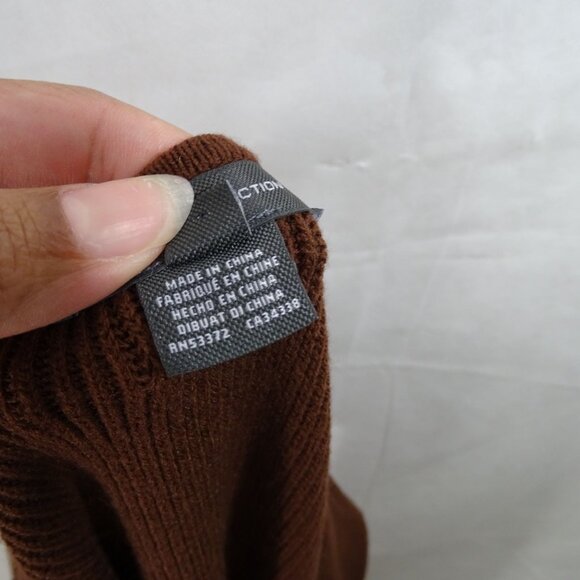 CTION
MADE IN CHINA
FABRIQUÉ EN CHINE
HECHO EN CHINA
DIBUAT DI CHINA
RN53372 CA34338